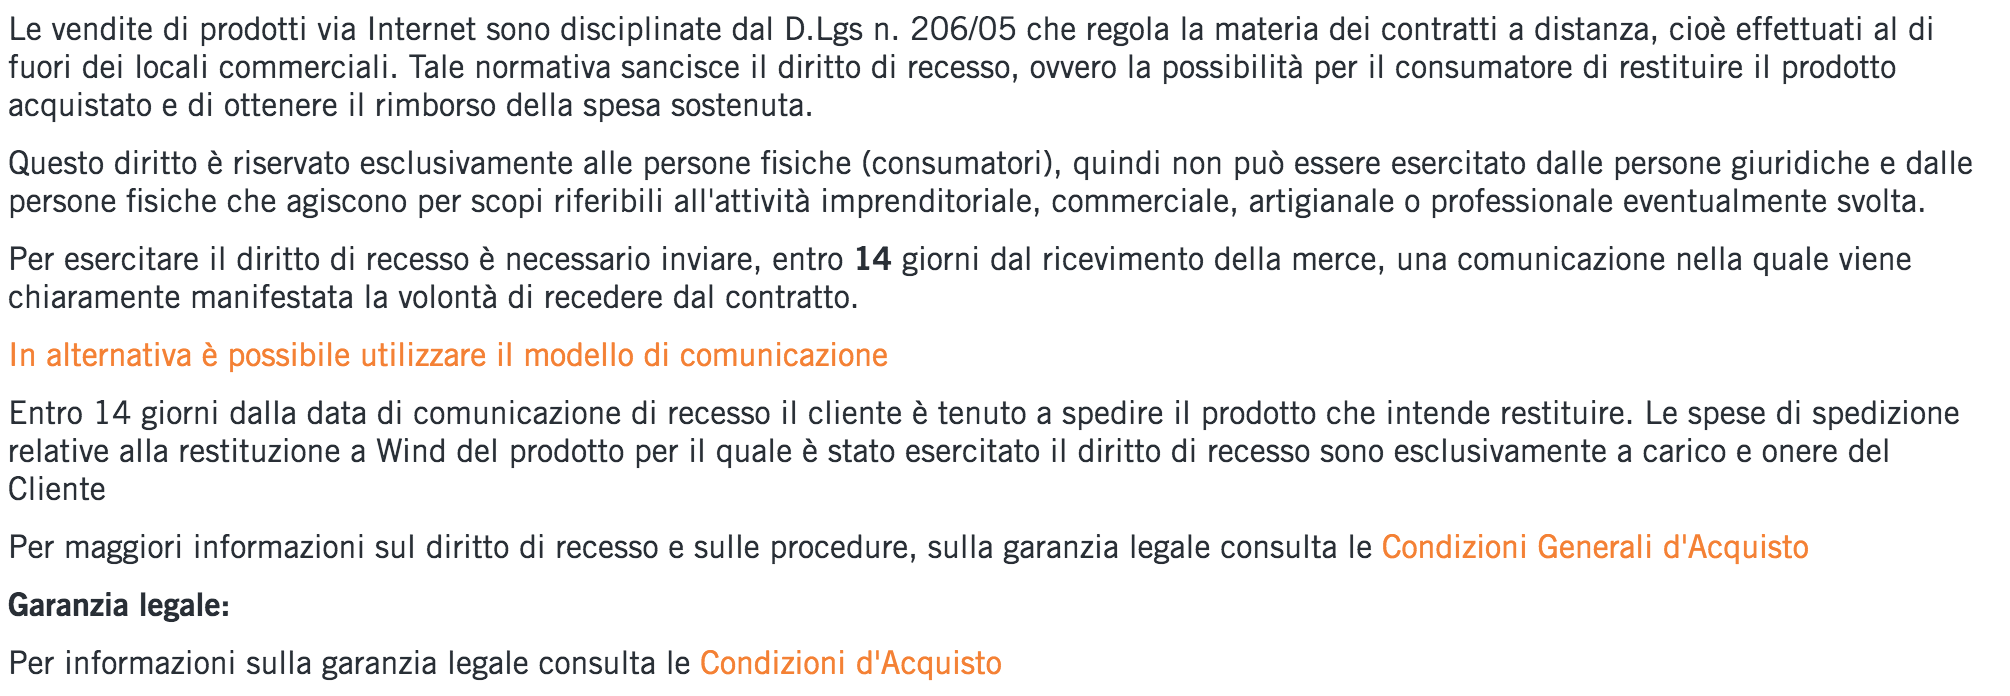 Le vendite di prodotti via Internet sono disciplinate dal D.Lgs n. 206/05 che regola la materia dei contratti a distanza, cioè effettuati al di
fuori dei locali commerciali. Tale normativa sancisce il diritto di recesso, ovvero la possibilità per il consumatore di restituire il prodotto
acquistato e di ottenere il rimborso della spesa sostenuta.
Questo diritto è riservato esclusivamente alle persone fisiche (consumatori), quindi non può essere esercitato dalle persone giuridiche e dalle
persone fisiche che agiscono per scopi riferibili all'attività imprenditoriale, commerciale, artigianale o professionale eventualmente svolta.
Per esercitare il diritto di recesso è necessario inviare, entro 14 giorni dal ricevimento della merce, una comunicazione nella quale viene
chiaramente manifestata la volontà di recedere dal contratto.
In alternativa è possibile utilizzare il modello di comunicazione
Entro 14 giorni dalla data di comunicazione di recesso il cliente è tenuto a spedire il prodotto che intende restituire. Le spese di spedizione
relative alla restituzione a Wind del prodotto per il quale è stato esercitato il diritto di recesso sono esclusivamente a carico e onere del
Cliente
Per maggiori informazioni sul diritto di recesso e sulle procedure, sulla garanzia legale consulta le Condizioni Generali d'Acquisto
Garanzia legale:
Per informazioni sulla garanzia legale consulta le Condizioni d'Acquisto